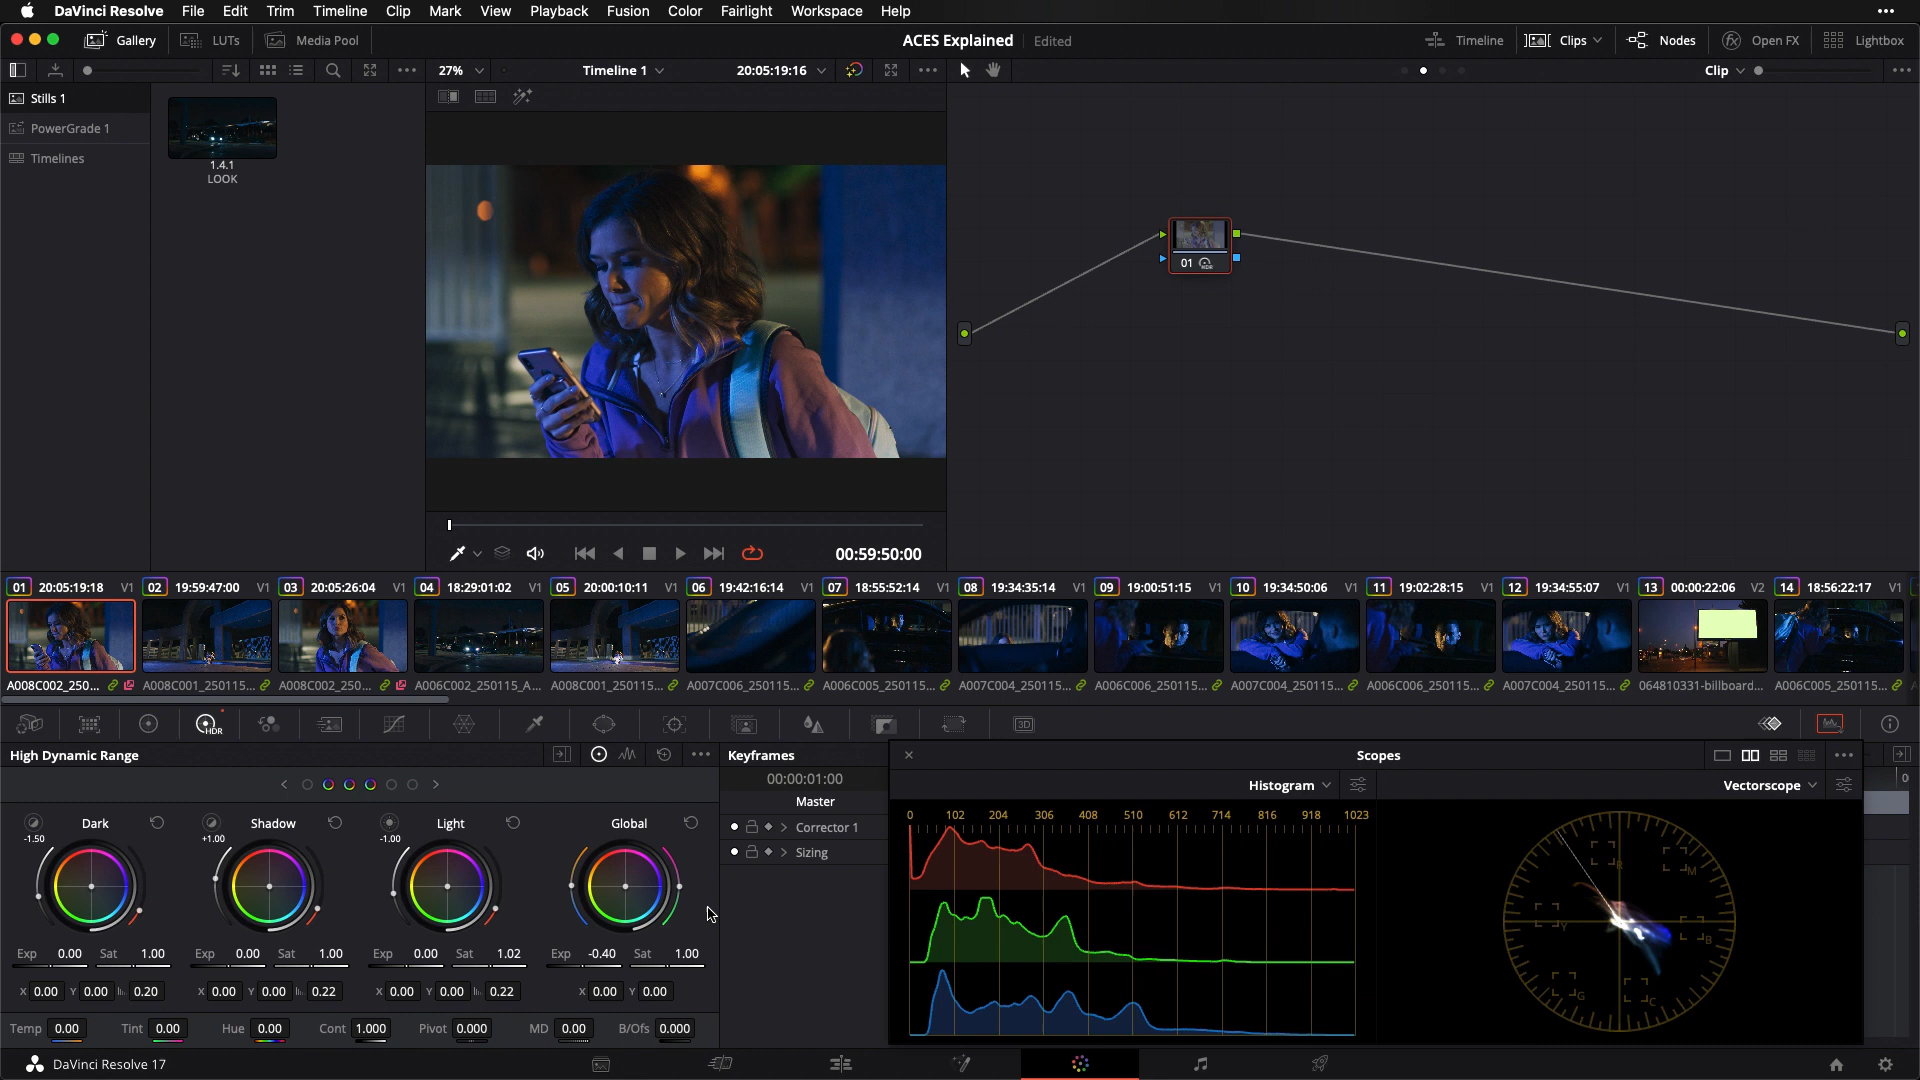 DaVinci Resolve File Edit Trim Timeline Clip Mark View Playback Fusion Color Fairlight Workspace Help
Gallery LUTs Media Pool ACES Explained Edited Timeline Clips Nodes Open FX Lightbox
27% Timeline 1 20:05:19:16 Clip
Stills 1
PowerGrade 1
Timelines
1.4.1
LOOK
01 HDR
00:59:50:00
01 20:05:19:18 V1 02 19:59:47:00 V1 03 20:05:26:04 V1 04 18:29:01:02 V1 05 20:00:10:11 V1 06 19:42:16:14 V1 07 18:55:52:14 V1 08 19:34:35:14 V1 09 19:00:51:15 V1 10 19:34:50:06 V1 11 19:02:28:15 V1 12 19:34:55:07 V1 13 00:00:22:06 V2 14 18:56:22:17 V1
A008C002_250... A008C001_250115... A008C002_250... A006C002_250115_A... A008C001_250115... A007C006_250115... A006C005_250115... A007C004_250115... A006C006_250115... A007C004_250115... A006C006_250115... A007C004_250115... 064810331-billboard... A006C005_250115...
HDR 3D
High Dynamic Range Keyframes Scopes
00:00:01:00 Histogram Vectorscope
Master
Dark Shadow Light Global
-1.50 +1.00 -1.00
Corrector 1
Sizing
0 102 204 306 408 510 612 714 816 918 1023
R M B C G Y
Exp 0.00 Sat 1.00 Exp 0.00 Sat 1.00 Exp 0.00 Sat 1.02 Exp -0.40 Sat 1.00
X 0.00 Y 0.00 0.20 X 0.00 Y 0.00 0.22 X 0.00 Y 0.00 0.22 X 0.00 Y 0.00
Temp 0.00 Tint 0.00 Hue 0.00 Cont 1.000 Pivot 0.000 MD 0.00 B/Ofs 0.000
DaVinci Resolve 17